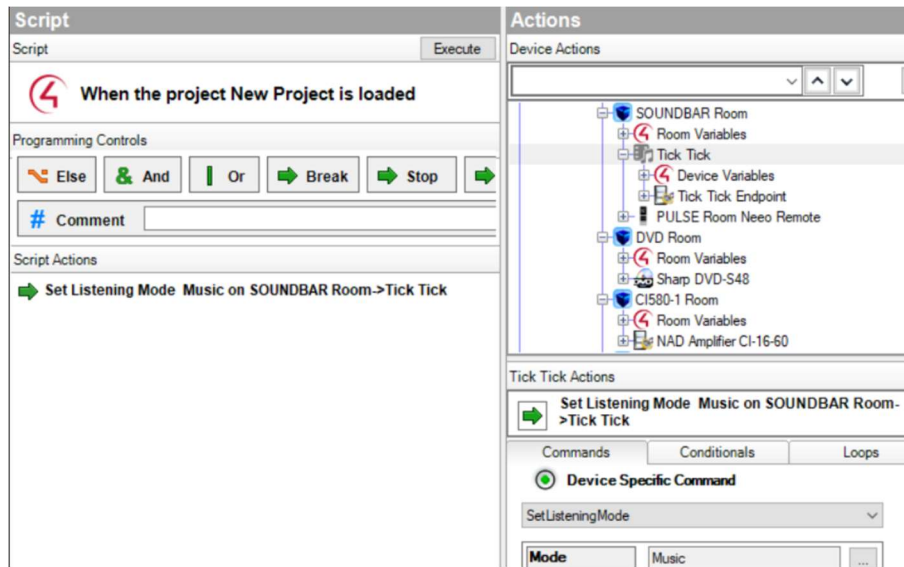 Script
Script
Execute
When the project New Project is loaded
Programming Controls
Else
And
Or
Break
Stop
# Comment
Script Actions
Set Listening Mode Music on SOUNDBAR Room->Tick Tick
Actions
Device Actions
SOUNDBAR Room
Room Variables
Tick Tick
Device Variables
Tick Tick Endpoint
PULSE Room Neeo Remote
DVD Room
Room Variables
Sharp DVD-S48
CI580-1 Room
Room Variables
NAD Amplifier CI-16-60
Tick Tick Actions
Set Listening Mode Music on SOUNDBAR Room-
>Tick Tick
Commands
Conditionals
Loops
Device Specific Command
SetListeningMode
Mode
Music
...